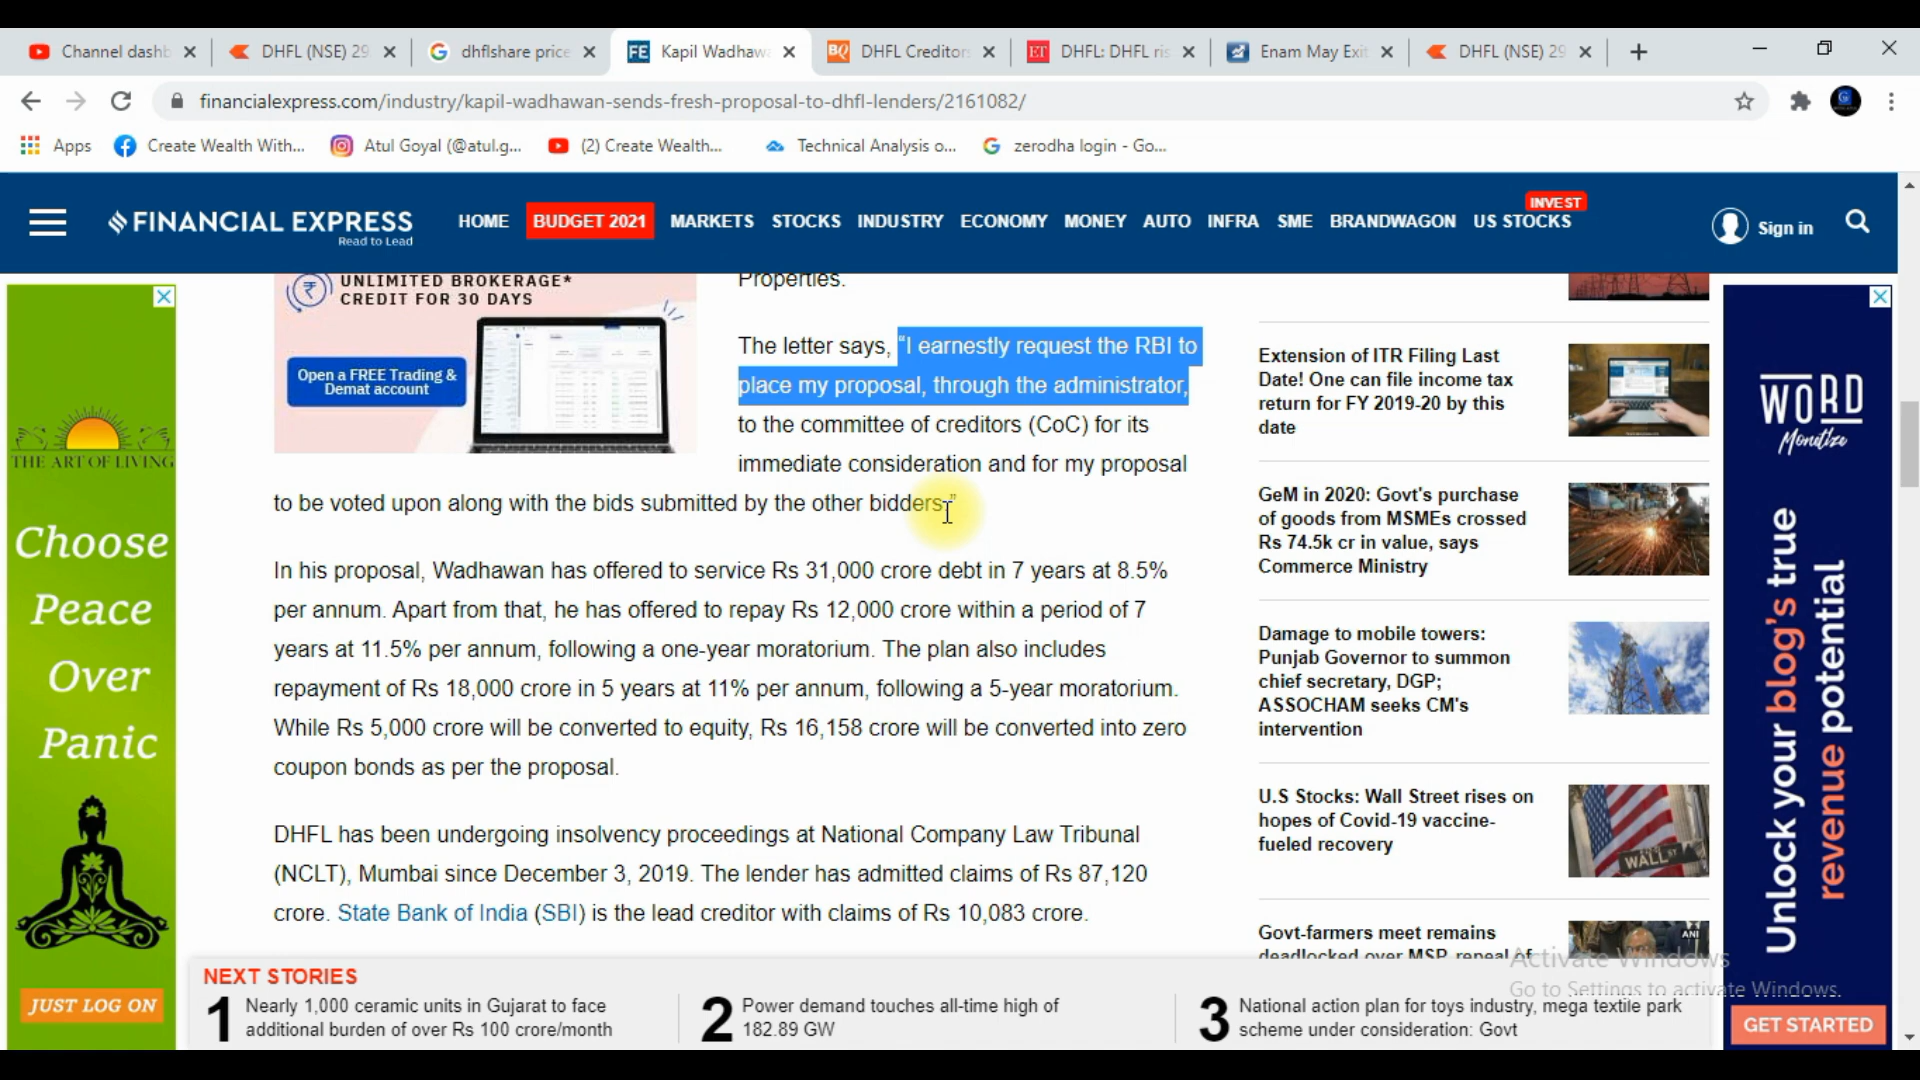 Channel dashb
DHFL (NSE) 29
dhflshare price
Kapil Wadhawa
DHFL Creditors
DHFL: DHFL ris
Enam May Exit
DHFL (NSE) 29
financialexpress.com/industry/kapil-wadhawan-sends-fresh-proposal-to-dhfl-lenders/2161082/
Apps
Create Wealth With...
Atul Goyal (@atul.g...
(2) Create Wealth...
Technical Analysis o...
zerodha login - Go...
FINANCIAL EXPRESS
Read to Lead
HOME
BUDGET 2021
MARKETS
STOCKS
INDUSTRY
ECONOMY
MONEY
AUTO
INFRA
SME
BRANDWAGON
US STOCKS
INVEST
Sign in
UNLIMITED BROKERAGE*
CREDIT FOR 30 DAYS
Open a FREE Trading &
Demat account
Properties.
The letter says, “I earnestly request the RBI to
place my proposal, through the administrator,
to the committee of creditors (CoC) for its
immediate consideration and for my proposal
to be voted upon along with the bids submitted by the other bidders.”
In his proposal, Wadhawan has offered to service Rs 31,000 crore debt in 7 years at 8.5%
per annum. Apart from that, he has offered to repay Rs 12,000 crore within a period of 7
years at 11.5% per annum, following a one-year moratorium. The plan also includes
repayment of Rs 18,000 crore in 5 years at 11% per annum, following a 5-year moratorium.
While Rs 5,000 crore will be converted to equity, Rs 16,158 crore will be converted into zero
coupon bonds as per the proposal.
DHFL has been undergoing insolvency proceedings at National Company Law Tribunal
(NCLT), Mumbai since December 3, 2019. The lender has admitted claims of Rs 87,120
crore. State Bank of India (SBI) is the lead creditor with claims of Rs 10,083 crore.
Extension of ITR Filing Last
Date! One can file income tax
return for FY 2019-20 by this
date
GeM in 2020: Govt's purchase
of goods from MSMEs crossed
Rs 74.5k cr in value, says
Commerce Ministry
Damage to mobile towers:
Punjab Governor to summon
chief secretary, DGP;
ASSOCHAM seeks CM's
intervention
U.S Stocks: Wall Street rises on
hopes of Covid-19 vaccine-
fueled recovery
WALL ST
Govt-farmers meet remains
deadlocked over MSP, repeal of
ANI
THE ART OF LIVING
Choose
Peace
Over
Panic
JUST LOG ON
WORD
Monetize
Unlock your blog's true
revenue potential
GET STARTED
Activate Windows
Go to Settings to activate Windows.
NEXT STORIES
1 Nearly 1,000 ceramic units in Gujarat to face
additional burden of over Rs 100 crore/month
2 Power demand touches all-time high of
182.89 GW
3 National action plan for toys industry, mega textile park
scheme under consideration: Govt